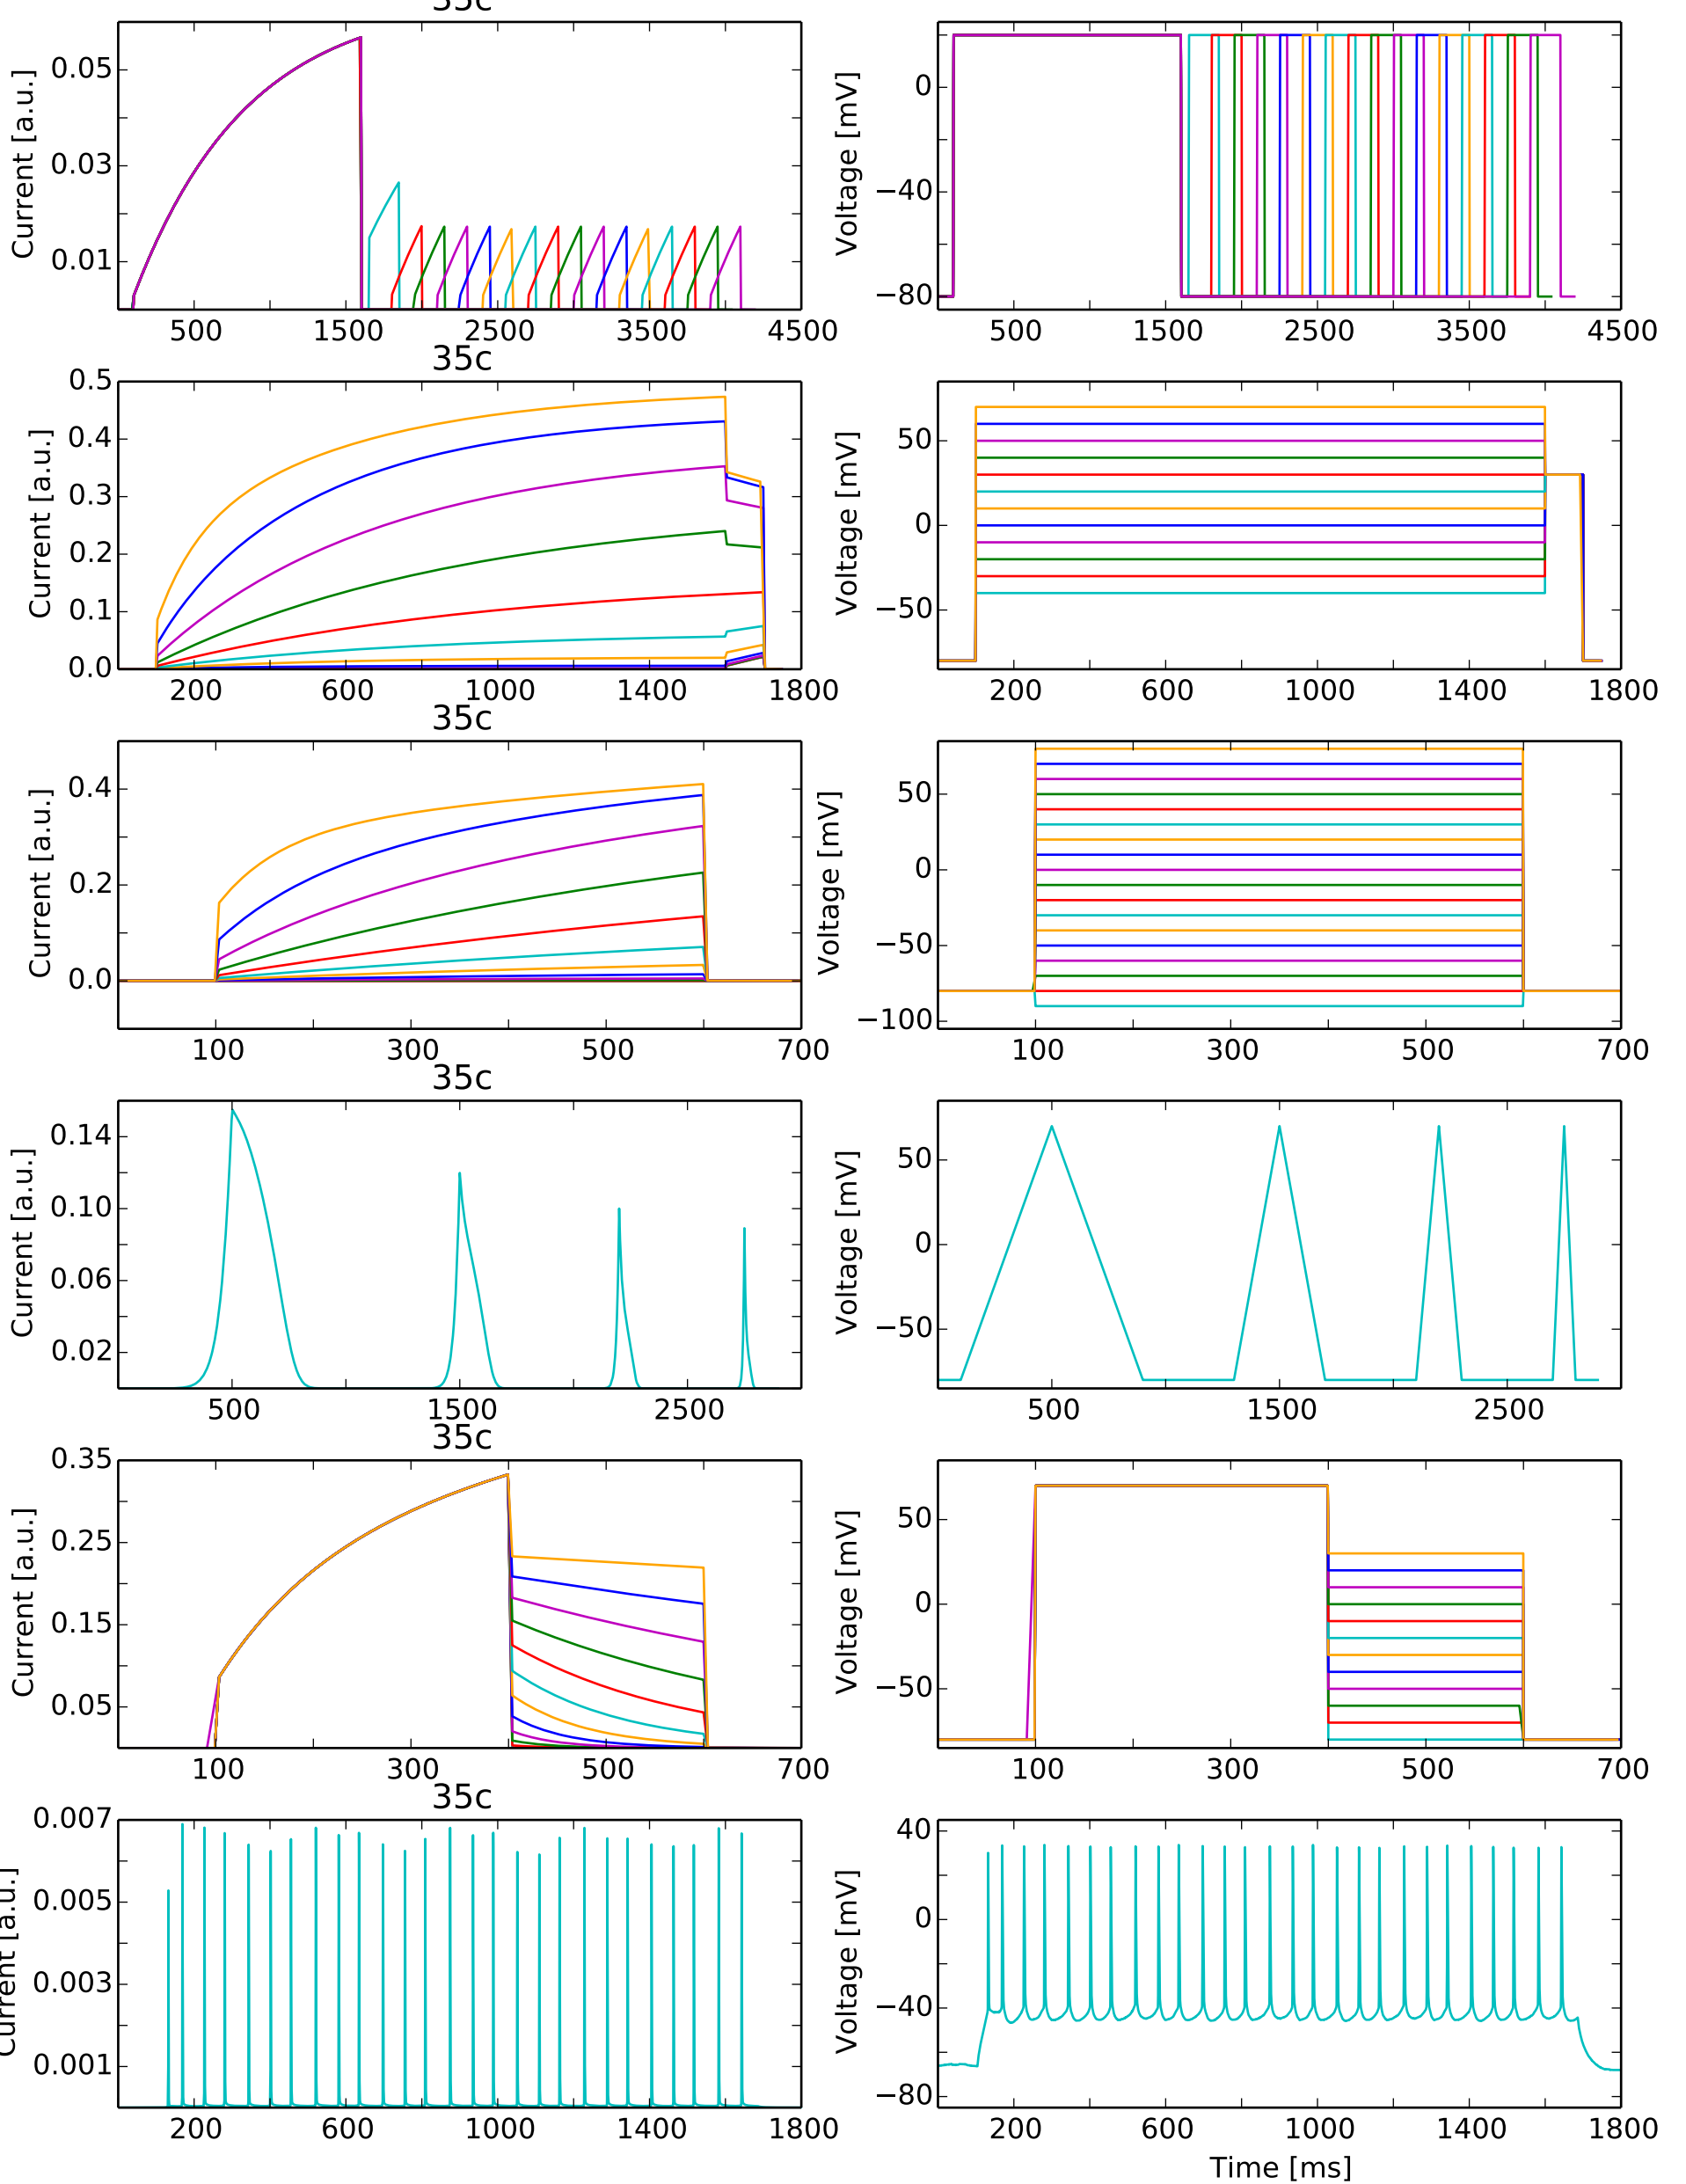 35c
Current [a.u.]
0.05
0.03
0.01
500 1500 2500 3500 4500
Voltage [mV]
0
−40
−80
500 1500 2500 3500 4500
35c
Current [a.u.]
0.5
0.4
0.3
0.2
0.1
0.0
200 600 1000 1400 1800
Voltage [mV]
50
0
−50
200 600 1000 1400 1800
35c
Current [a.u.]
0.4
0.2
0.0
100 300 500 700
Voltage [mV]
50
0
−50
−100
100 300 500 700
35c
Current [a.u.]
0.14
0.10
0.06
0.02
500 1500 2500
Voltage [mV]
50
0
−50
500 1500 2500
35c
Current [a.u.]
0.35
0.25
0.15
0.05
100 300 500 700
Voltage [mV]
50
0
−50
100 300 500 700
35c
Current [a.u.]
0.007
0.005
0.003
0.001
200 600 1000 1400 1800
Voltage [mV]
40
0
−40
−80
200 600 1000 1400 1800
Time [ms]